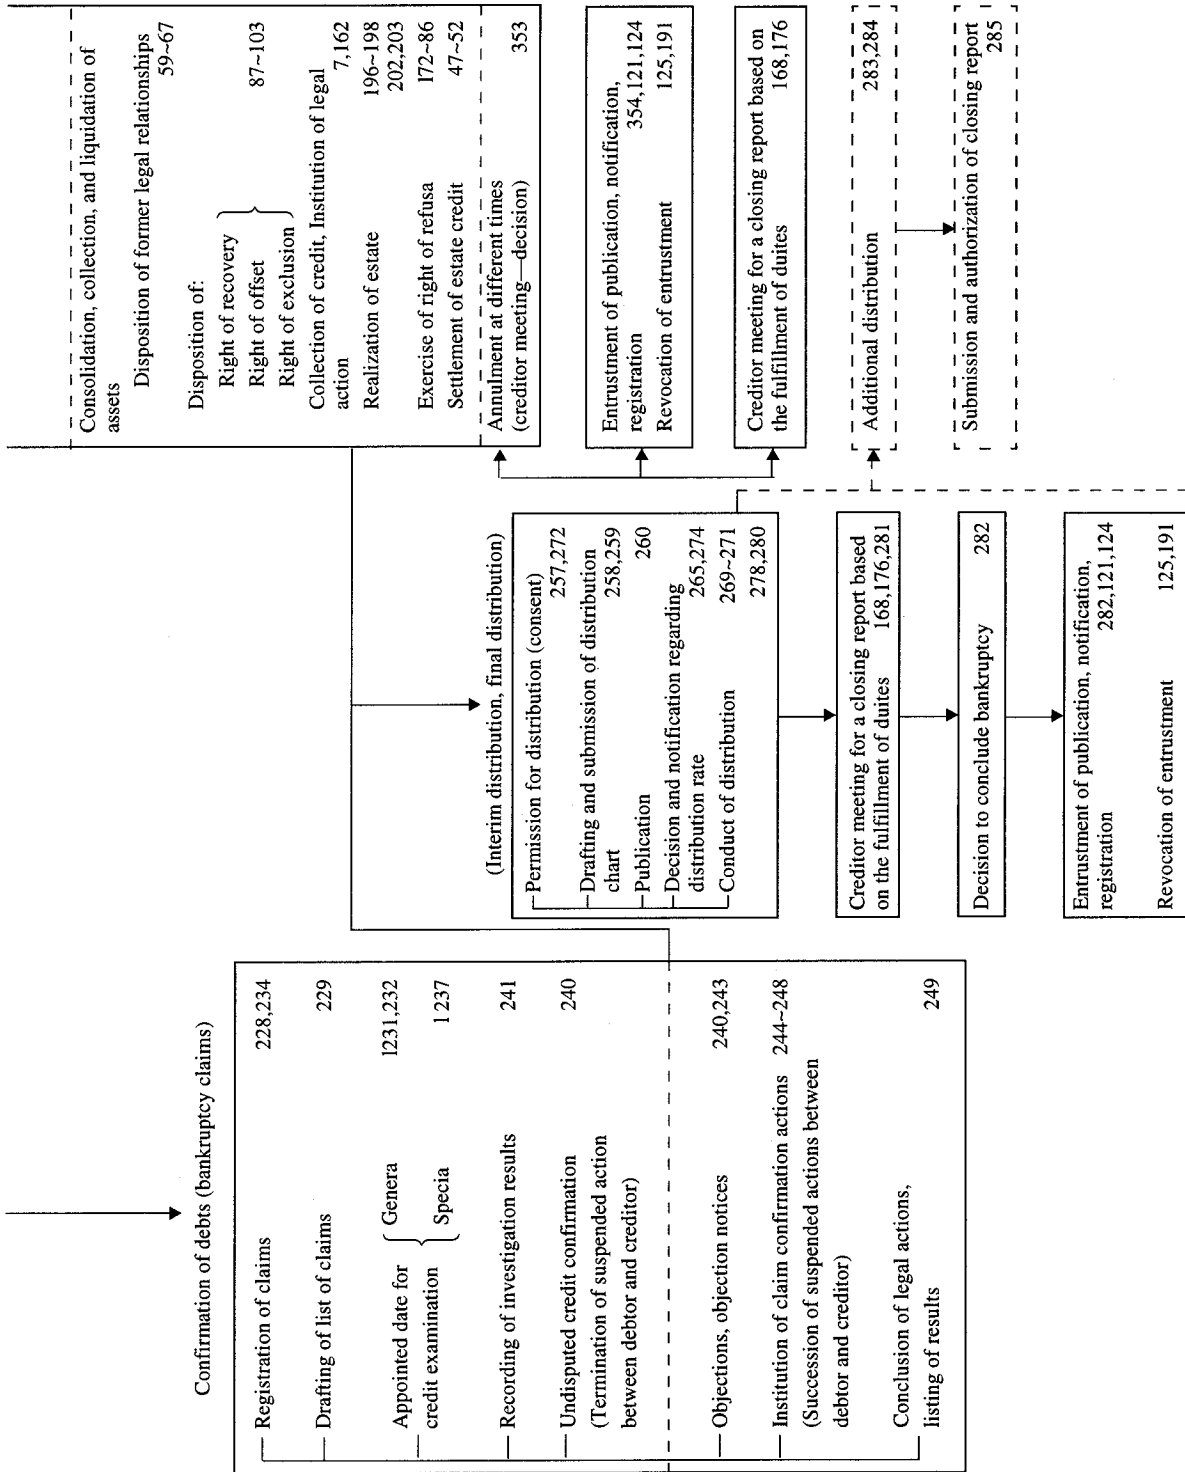 Consolidation, collection, and liquidation of
assets
Disposition of former legal relationships
59~67
Disposition of:
Right of recovery
Right of offset 87~103
Right of exclusion
Collection of credit, Institution of legal
action 7,162
Realization of estate 196~198
202,203
Exercise of right of refusa 172~86
Settlement of estate credit 47~52
Annulment at different times
(creditor meeting—decision) 353
Entrustment of publication, notification,
registration 354,121,124
Revocation of entrustment 125,191
Creditor meeting for a closing report based on
the fulfillment of duites 168,176
Additional distribution 283,284
Submission and authorization of closing report
285
(Interim distribution, final distribution)
Permission for distribution (consent)
257,272
Drafting and submission of distribution
chart 258,259
Publication 260
Decision and notification regarding
distribution rate 265,274
Conduct of distribution 269~271
278,280
Creditor meeting for a closing report based
on the fulfillment of duites 168,176,281
Decision to conclude bankruptcy 282
Entrustment of publication, notification,
registration 282,121,124
Revocation of entrustment 125,191
Confirmation of debts (bankruptcy claims)
Registration of claims 228,234
Drafting of list of claims 229
Appointed date for
credit examination
Genera 1231,232
Specia 1 237
Recording of investigation results 241
Undisputed credit confirmation 240
(Termination of suspended action
between debtor and creditor)
Objections, objection notices 240,243
Institution of claim confirmation actions 244~248
(Succession of suspended actions between
debtor and creditor)
Conclusion of legal actions,
listing of results 249